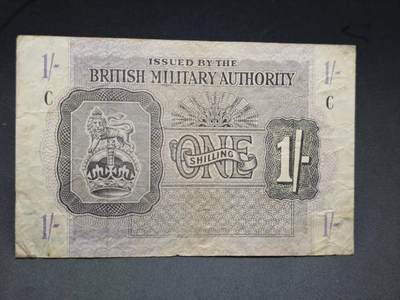 1/- ISSUED BY THE 1/-
BRITISH MILITARY AUTHORITY
C C
ONE
SHILLING
1/-
1/- 1/-